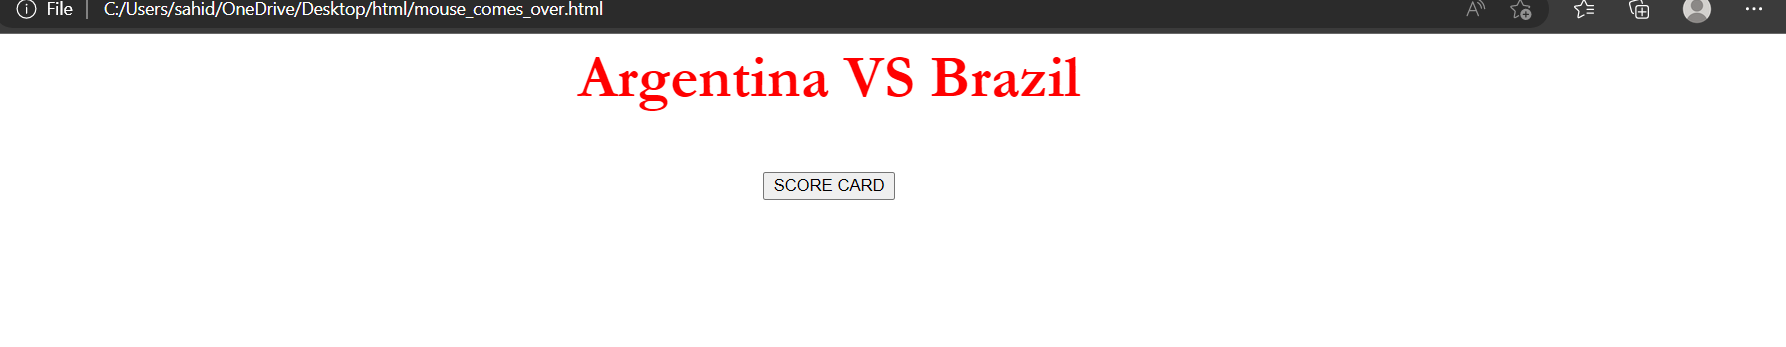 File C:/Users/sahid/OneDrive/Desktop/html/mouse_comes_over.html
Argentina VS Brazil
SCORE CARD